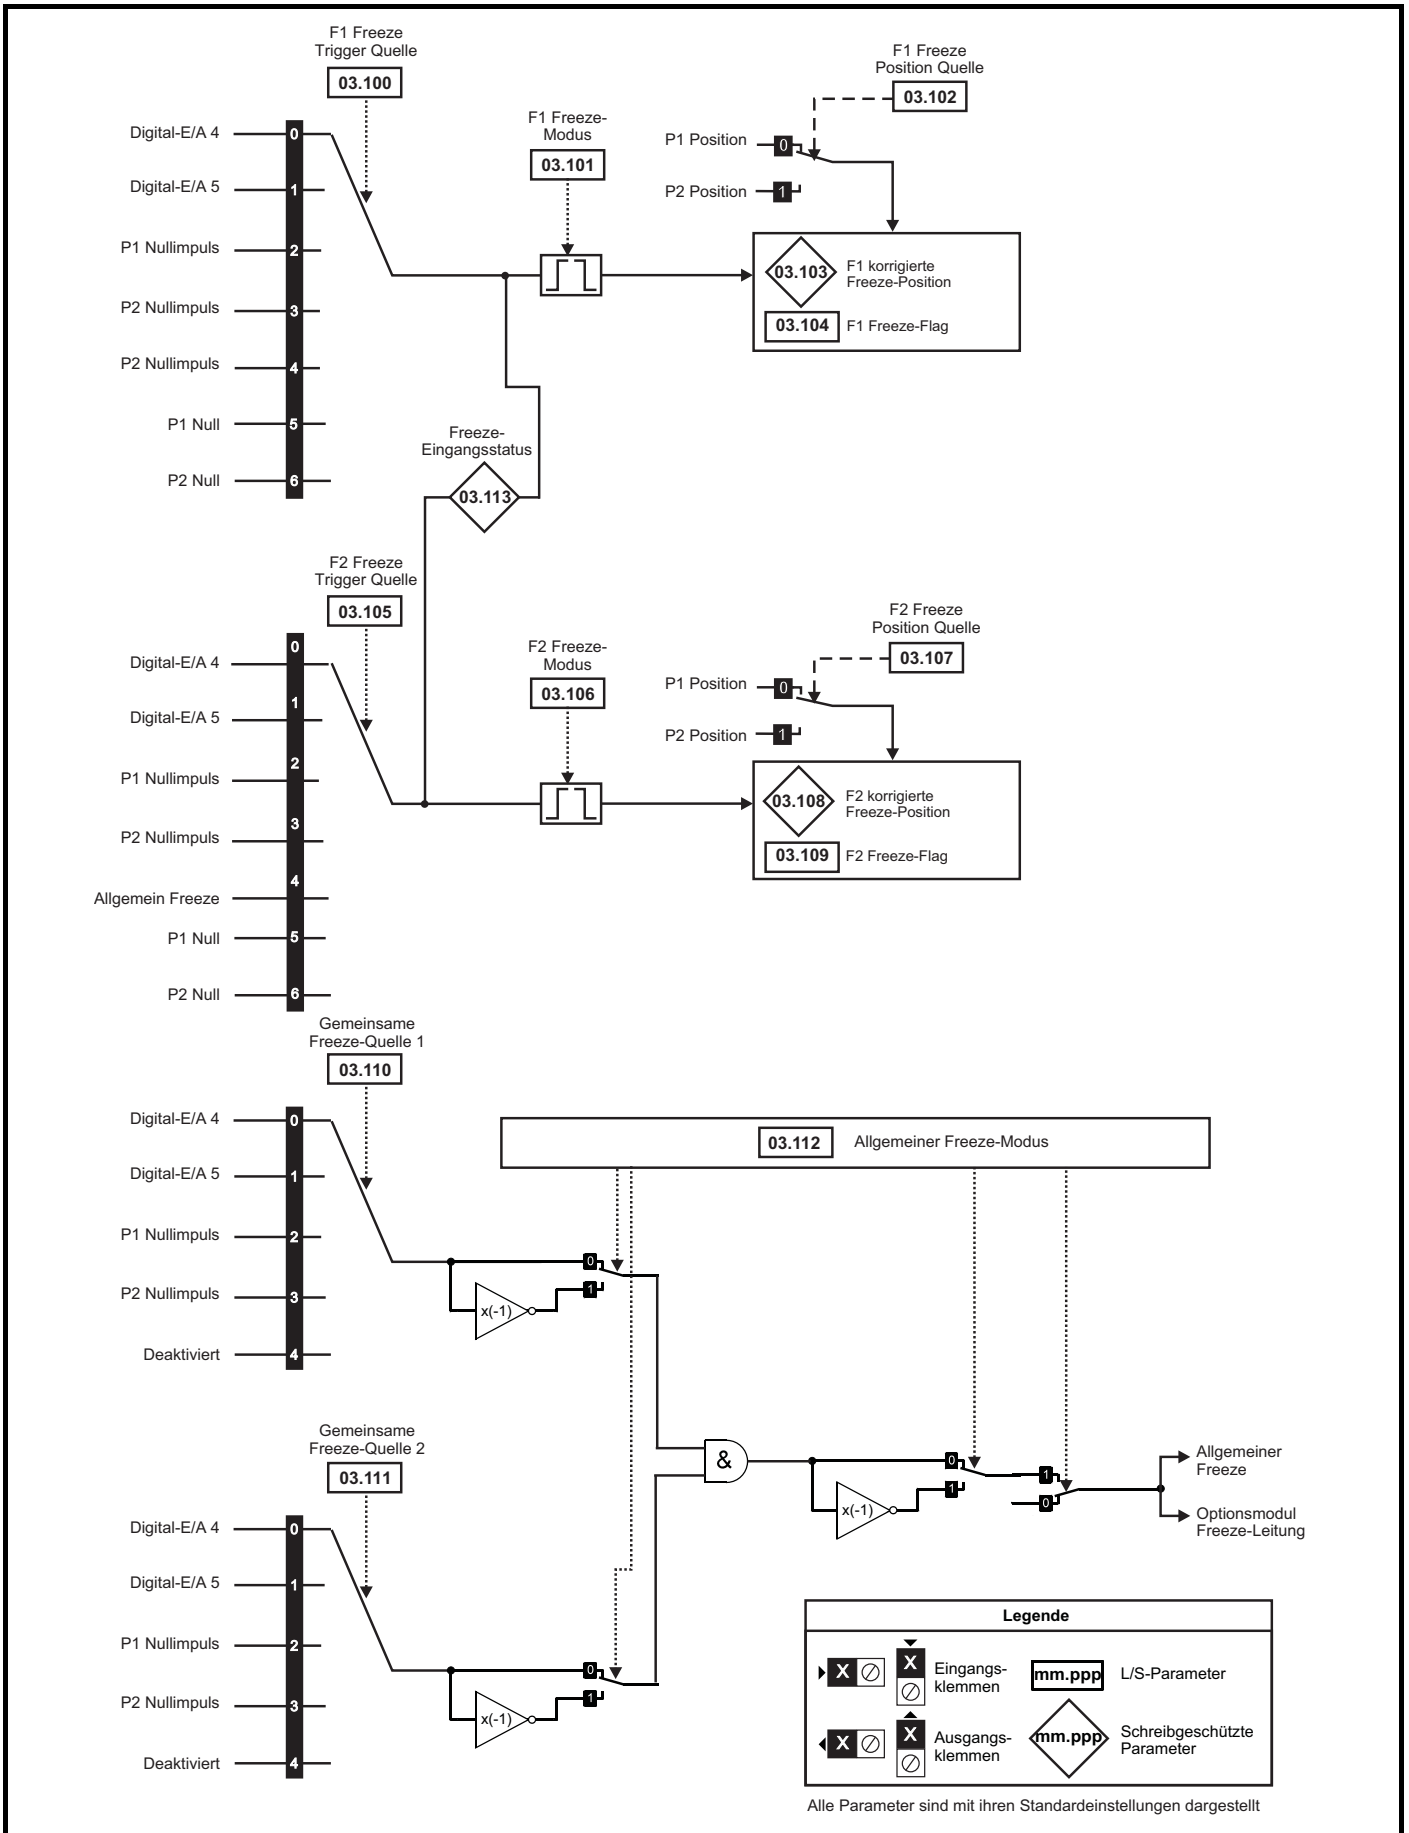 F1 Freeze
Trigger Quelle
03.100
Digital-E/A 4
0
Digital-E/A 5
1
P1 Nullimpuls
2
P2 Nullimpuls
3
P2 Nullimpuls
4
P1 Null
5
P2 Null
6
F1 Freeze-
Modus
03.101
F1 Freeze
Position Quelle
03.102
P1 Position
0
P2 Position
1
03.103
F1 korrigierte
Freeze-Position
03.104
F1 Freeze-Flag
Freeze-
Eingangsstatus
03.113
F2 Freeze
Trigger Quelle
03.105
Digital-E/A 4
0
Digital-E/A 5
1
P1 Nullimpuls
2
P2 Nullimpuls
3
Allgemein Freeze
4
P1 Null
5
P2 Null
6
F2 Freeze-
Modus
03.106
F2 Freeze
Position Quelle
03.107
P1 Position
0
P2 Position
1
03.108
F2 korrigierte
Freeze-Position
03.109
F2 Freeze-Flag
Gemeinsame
Freeze-Quelle 1
03.110
Digital-E/A 4
0
Digital-E/A 5
1
P1 Nullimpuls
2
P2 Nullimpuls
3
Deaktiviert
4
03.112
Allgemeiner Freeze-Modus
0
1
x(-1)
Gemeinsame
Freeze-Quelle 2
03.111
Digital-E/A 4
0
Digital-E/A 5
1
P1 Nullimpuls
2
P2 Nullimpuls
3
Deaktiviert
4
0
1
x(-1)
&
0
1
x(-1)
1
0
Allgemeiner
Freeze
Optionsmodul
Freeze-Leitung
Legende
X
X
Eingangs-
klemmen
mm.ppp
L/S-Parameter
X
X
Ausgangs-
klemmen
mm.ppp
Schreibgeschützte
Parameter
Alle Parameter sind mit ihren Standardeinstellungen dargestellt